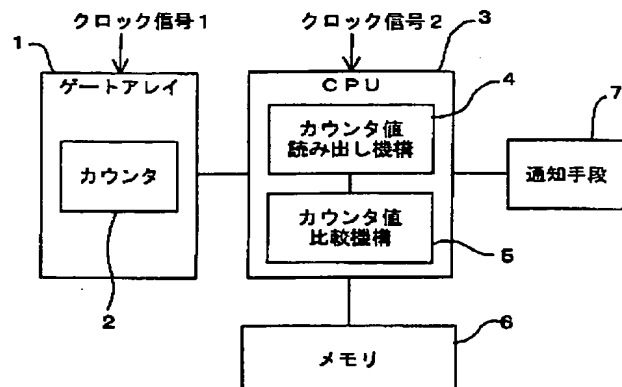 クロック信号1
クロック信号2
1
3
ゲートアレイ
CPU
4
7
カウンタ
カウンタ値
読み出し機構
通知手段
カウンタ値
比較機構
2
5
6
メモリ